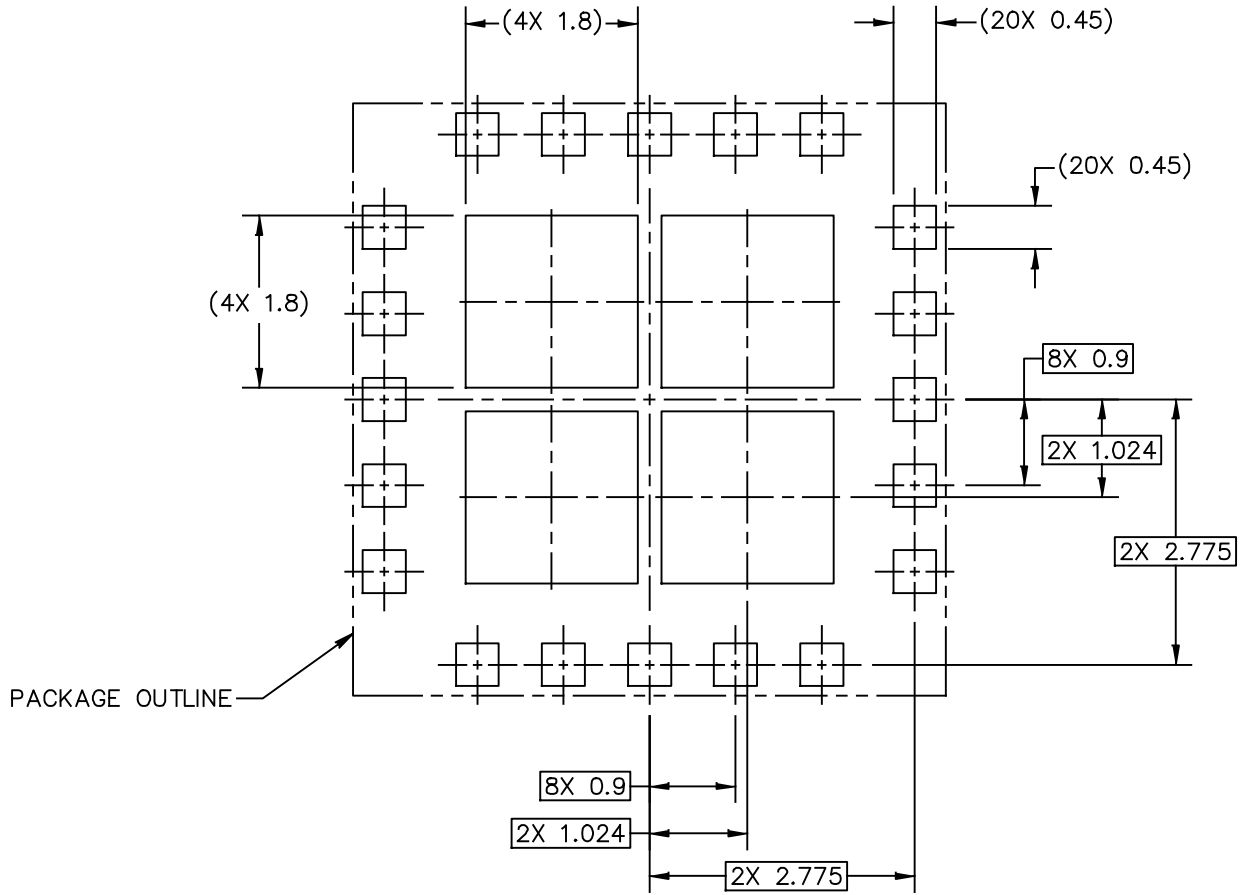 (4X 1.8)
(20X 0.45)
(20X 0.45)
(4X 1.8)
8X 0.9
2X 1.024
2X 2.775
PACKAGE OUTLINE
8X 0.9
2X 1.024
2X 2.775